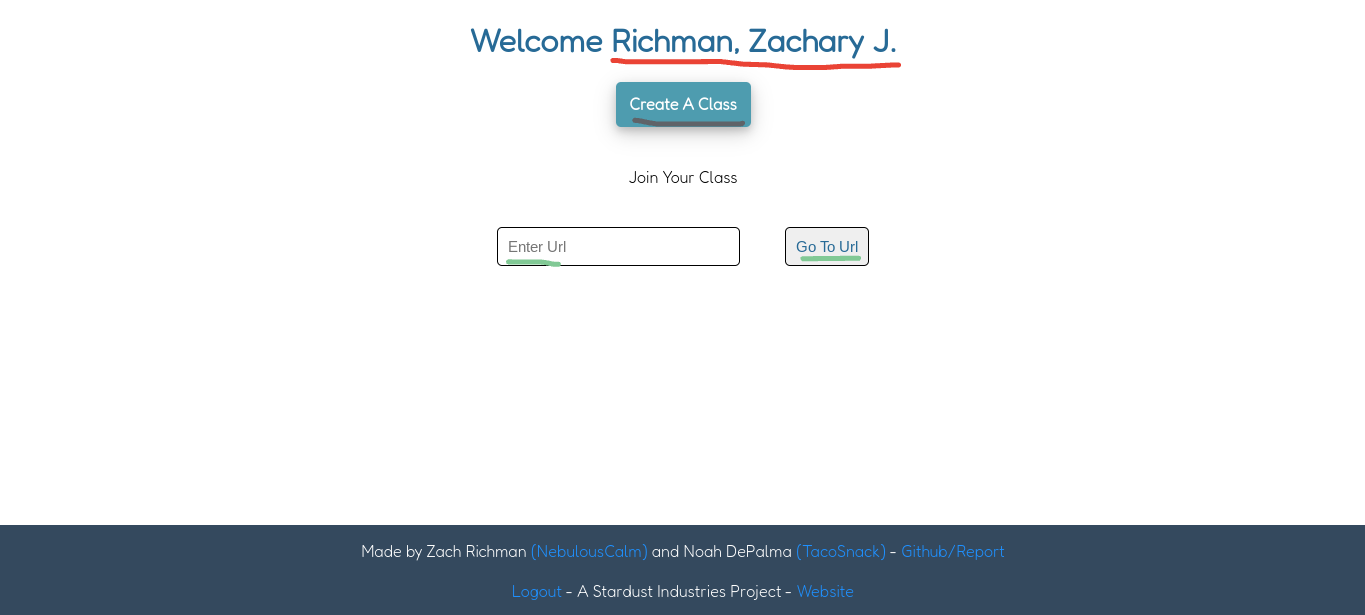 Welcome Richman, Zachary J.
Create A Class
Join Your Class
Enter Url
Go To Url
Made by Zach Richman (NebulousCalm) and Noah DePalma (TacoSnack) - Github/Report
Logout - A Stardust Industries Project - Website